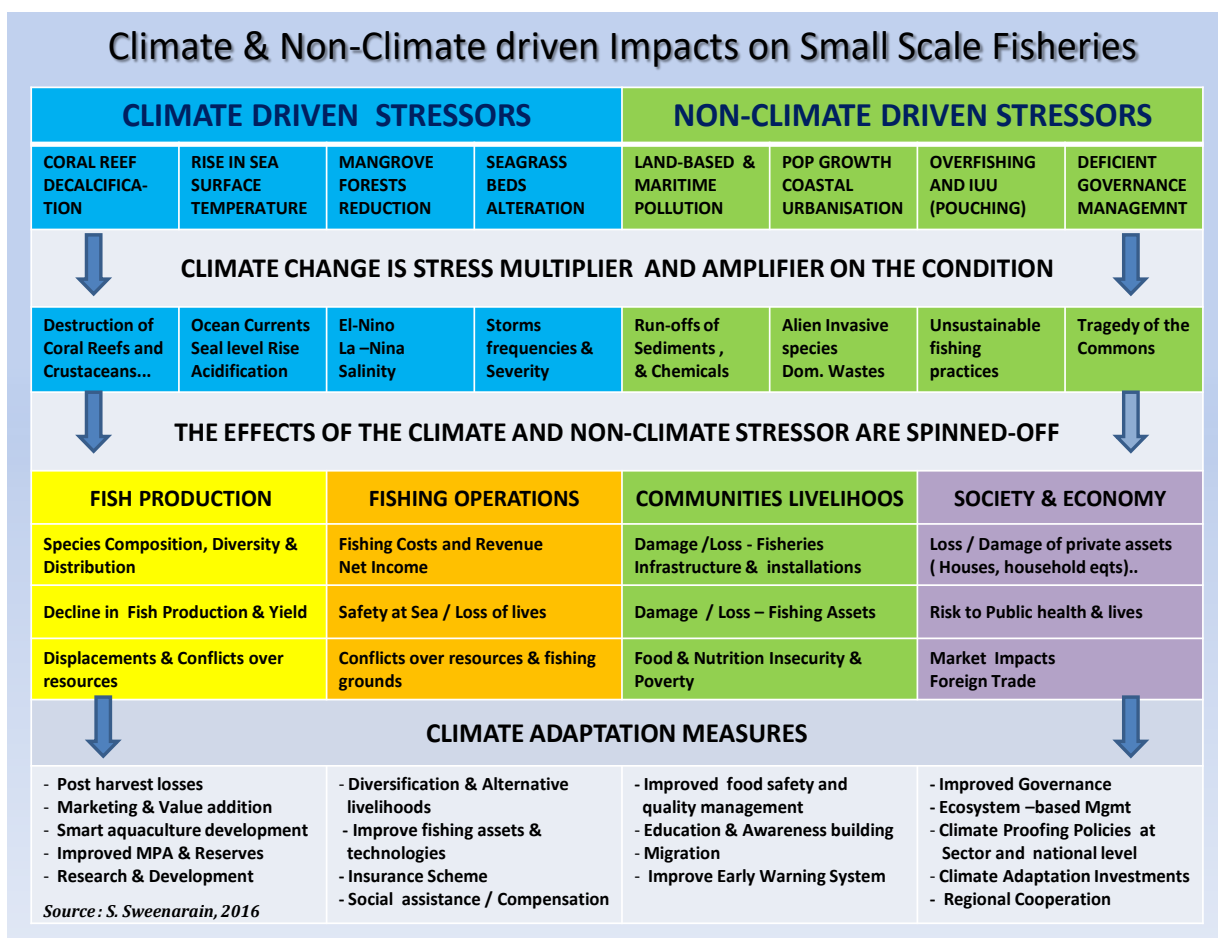 Climate & Non-Climate driven Impacts on Small Scale Fisheries
CLIMATE DRIVEN STRESSORS
NON-CLIMATE DRIVEN STRESSORS
CORAL REEF
DECALCIFICA-
TION
RISE IN SEA
SURFACE
TEMPERATURE
MANGROVE
FORESTS
REDUCTION
SEAGRASS
BEDS
ALTERATION
LAND-BASED &
MARITIME
POLLUTION
POP GROWTH
COASTAL
URBANISATION
OVERFISHING
AND IUU
(POUCHING)
DEFICIENT
GOVERNANCE
MANAGEMNT
CLIMATE CHANGE IS STRESS MULTIPLIER AND AMPLIFIER ON THE CONDITION
Destruction of
Coral Reefs and
Crustaceans...
Ocean Currents
Seal level Rise
Acidification
El-Nino
La –Nina
Salinity
Storms
frequencies &
Severity
Run-offs of
Sediments ,
& Chemicals
Alien Invasive
species
Dom. Wastes
Unsustainable
fishing
practices
Tragedy of the
Commons
THE EFFECTS OF THE CLIMATE AND NON-CLIMATE STRESSOR ARE SPINNED-OFF
FISH PRODUCTION
FISHING OPERATIONS
COMMUNITIES LIVELIHOOS
SOCIETY & ECONOMY
Species Composition, Diversity &
Distribution
Fishing Costs and Revenue
Net Income
Damage /Loss - Fisheries
Infrastructure & installations
Loss / Damage of private assets
( Houses, household eqts)..
Decline in Fish Production & Yield
Safety at Sea / Loss of lives
Damage / Loss – Fishing Assets
Risk to Public health & lives
Displacements & Conflicts over
resources
Conflicts over resources & fishing
grounds
Food & Nutrition Insecurity &
Poverty
Market Impacts
Foreign Trade
CLIMATE ADAPTATION MEASURES
- Post harvest losses
- Marketing & Value addition
- Smart aquaculture development
- Improved MPA & Reserves
- Research & Development
Source : S. Sweenarain, 2016
- Diversification & Alternative
livelihoods
- Improve fishing assets &
technologies
- Insurance Scheme
- Social assistance / Compensation
- Improved food safety and
quality management
- Education & Awareness building
- Migration
- Improve Early Warning System
- Improved Governance
- Ecosystem –based Mgmt
- Climate Proofing Policies at
Sector and national level
- Climate Adaptation Investments
- Regional Cooperation